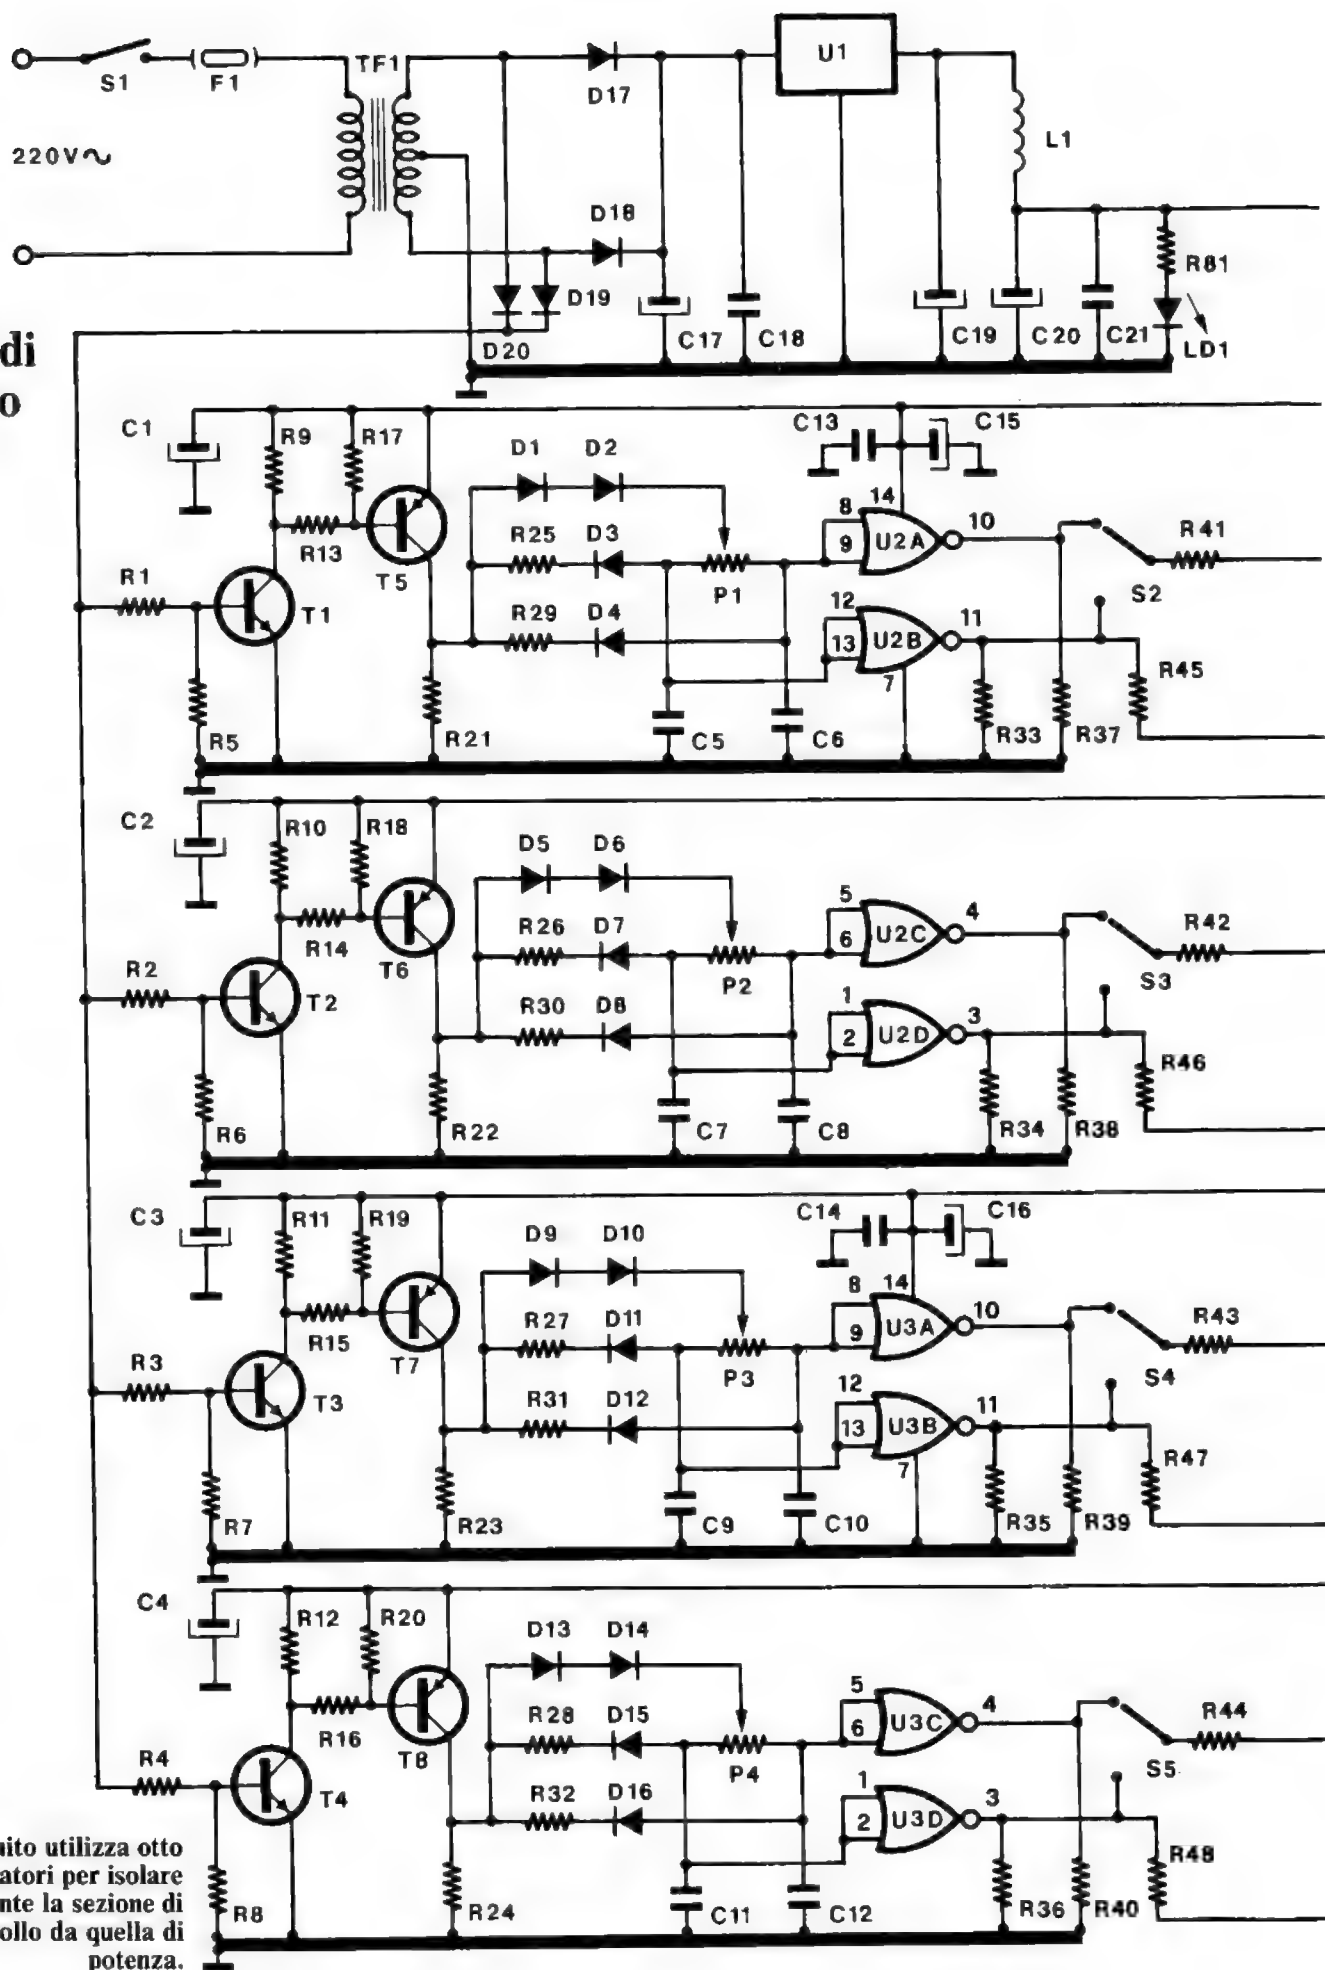 S1
F1
TF1
D17
U1
L1
220V~
D18
D19
D20
C17
C18
C19
C20
C21
R81
LD1
di
o
C1
R9
R17
D1
D2
C13
C15
R13
T5
R25
D3
P1
8
9
14
U2A
10
S2
R41
R1
T1
R29
D4
12
13
7
U2B
11
R45
R5
R21
C5
C6
R33
R37
C2
R10
R18
D5
D6
R14
T6
R26
D7
P2
5
6
U2C
4
S3
R42
R2
T2
R30
D8
1
2
U2D
3
R46
R6
R22
C7
C8
R34
R38
C3
R11
R19
D9
D10
C14
C16
R15
T7
R27
D11
P3
8
9
14
U3A
10
S4
R43
R3
T3
R31
D12
12
13
7
U3B
11
R47
R7
R23
C9
C10
R35
R39
C4
R12
R20
D13
D14
R16
T8
R28
D15
P4
5
6
U3C
4
S5
R44
R4
T4
R32
D16
1
2
U3D
3
R48
R8
R24
C11
C12
R36
R40
uito utilizza otto
atori per isolare
nte la sezione di
ollo da quella di
potenza.